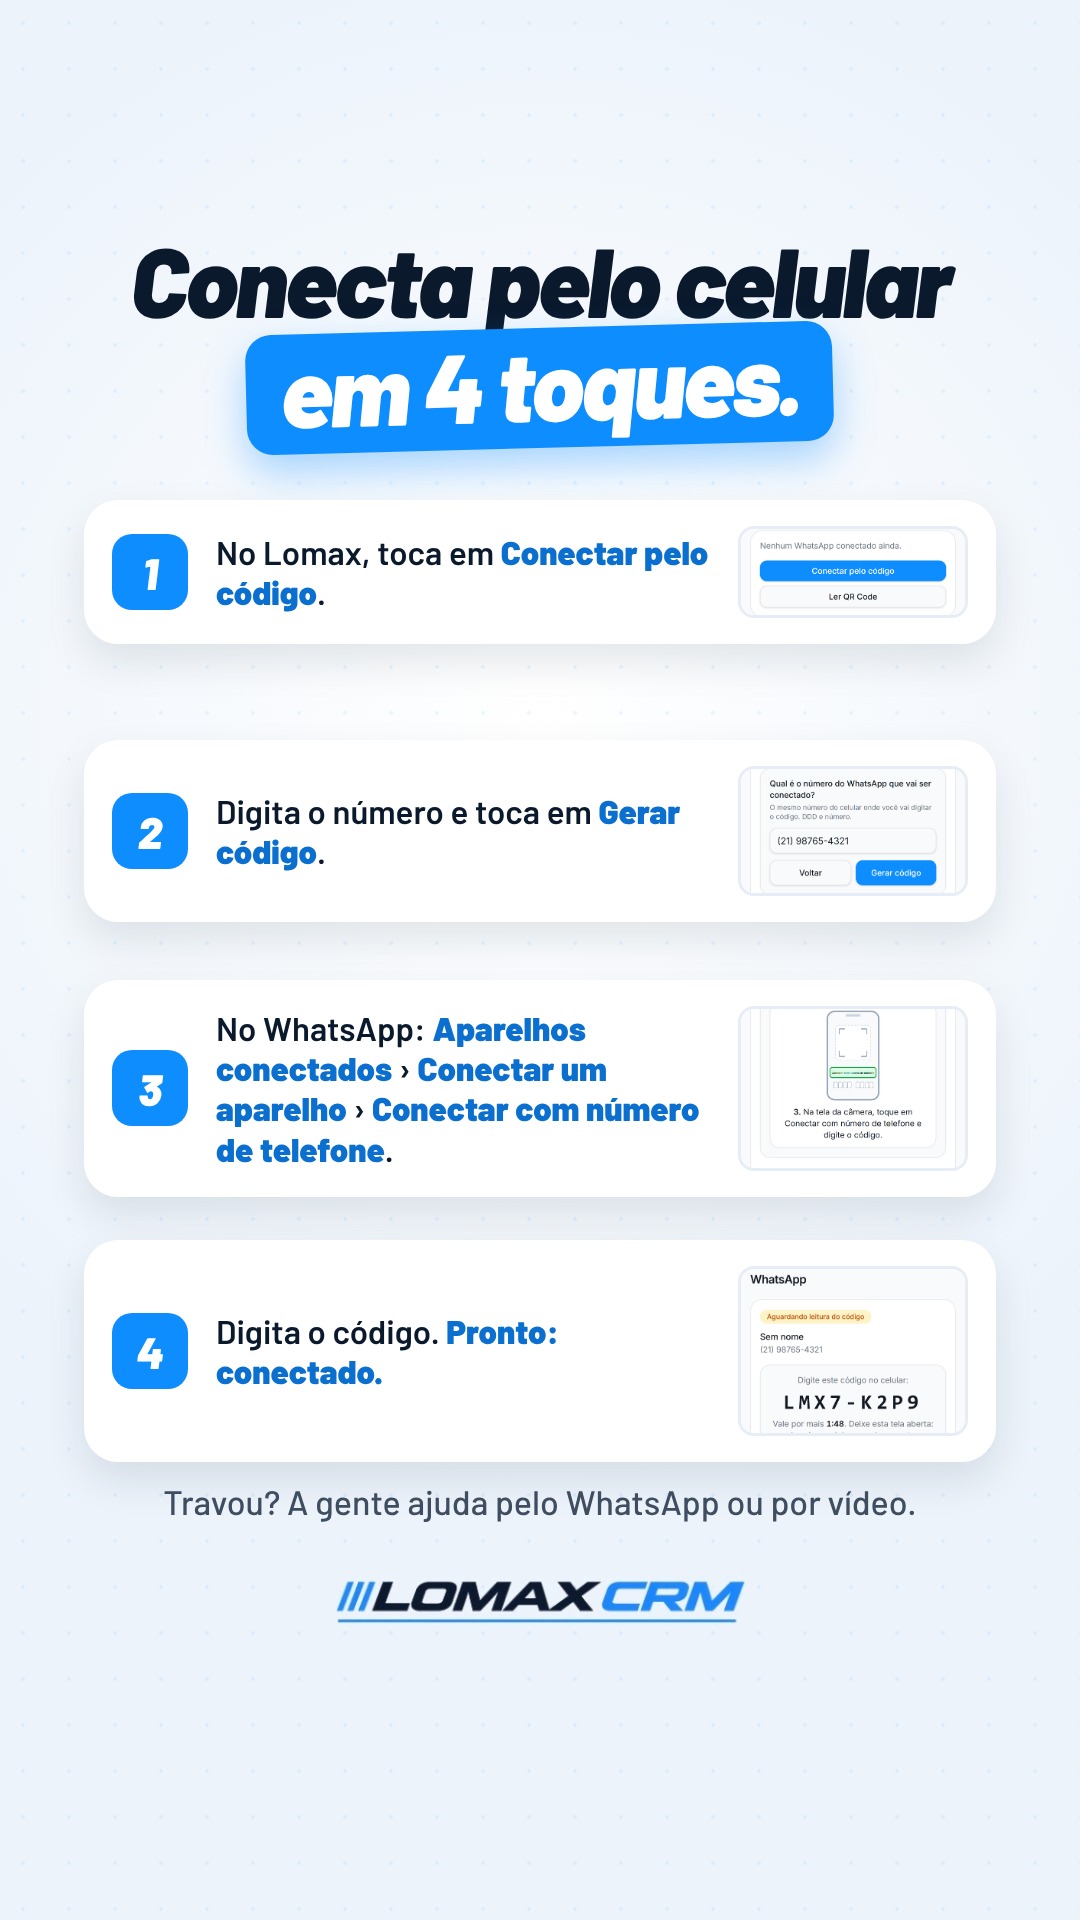 Conecta pelo celular
em 4 toques.
1
No Lomax, toca em Conectar pelo
código.
Nenhum WhatsApp conectado ainda.
Conectar pelo código
Ler QR Code
2
Digita o número e toca em Gerar
código.
Qual é o número do WhatsApp que vai ser
conectado?
O mesmo número do celular onde você vai digitar
o código. DDD e número.
(21) 98765-4321
Voltar
Gerar código
3
No WhatsApp: Aparelhos
conectados › Conectar um
aparelho › Conectar com número
de telefone.
3. Na tela da câmera, toque em
Conectar com número de telefone e
digite o código.
4
Digita o código. Pronto:
conectado.
WhatsApp
Aguardando leitura do código
Sem nome
(21) 98765-4321
Digite este código no celular:
LMX7-K2P9
Vale por mais 1:48. Deixe esta tela aberta:
Travou? A gente ajuda pelo WhatsApp ou por vídeo.
LOMAX CRM